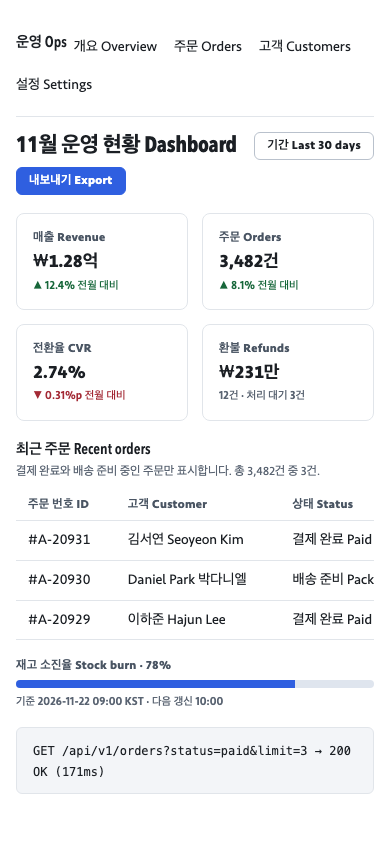 운영 Ops 개요 Overview 주문 Orders 고객 Customers
설정 Settings
11월 운영 현황 Dashboard 기간 Last 30 days
내보내기 Export
매출 Revenue
₩1.28억
▲ 12.4% 전월 대비
주문 Orders
3,482건
▲ 8.1% 전월 대비
전환율 CVR
2.74%
▼ 0.31%p 전월 대비
환불 Refunds
₩231만
12건 · 처리 대기 3건
최근 주문 Recent orders
결제 완료와 배송 준비 중인 주문만 표시합니다. 총 3,482건 중 3건.
주문 번호 ID 고객 Customer 상태 Status
#A-20931 김서연 Seoyeon Kim 결제 완료 Paid
#A-20930 Daniel Park 박다니엘 배송 준비 Pack
#A-20929 이하준 Hajun Lee 결제 완료 Paid
재고 소진율 Stock burn · 78%
기준 2026-11-22 09:00 KST · 다음 갱신 10:00
GET /api/v1/orders?status=paid&limit=3 → 200
OK (171ms)